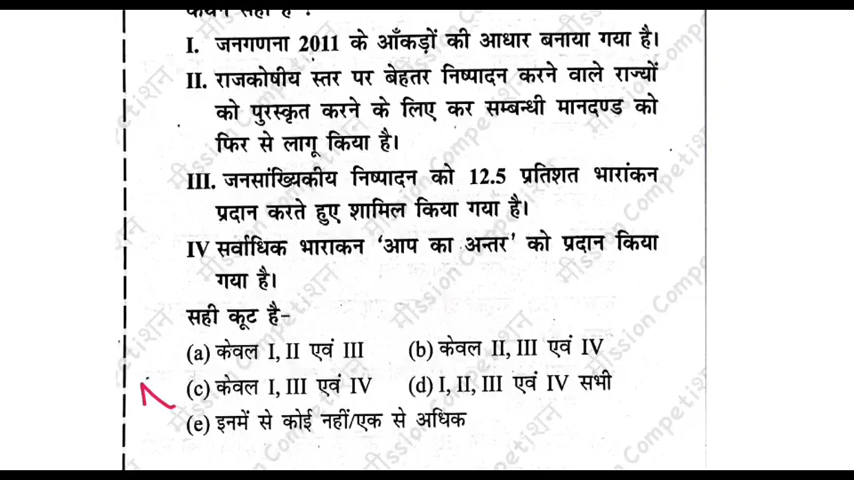 कथन सही है ?
I. जनगणना 2011 के आँकड़ों की आधार बनाया गया है।
II. राजकोषीय स्तर पर बेहतर निष्पादन करने वाले राज्यों
को पुरस्कृत करने के लिए कर सम्बन्धी मानदण्ड को
फिर से लागू किया है।
III. जनसांख्यिकीय निष्पादन को 12.5 प्रतिशत भारांकन
प्रदान करते हुए शामिल किया गया है।
IV सर्वाधिक भाराकन ‘आप का अन्तर’ को प्रदान किया
गया है।
सही कूट है-
(a) केवल I, II एवं III (b) केवल II, III एवं IV
(c) केवल I, III एवं IV (d) I, II, III एवं IV सभी
(e) इनमें से कोई नहीं/एक से अधिक